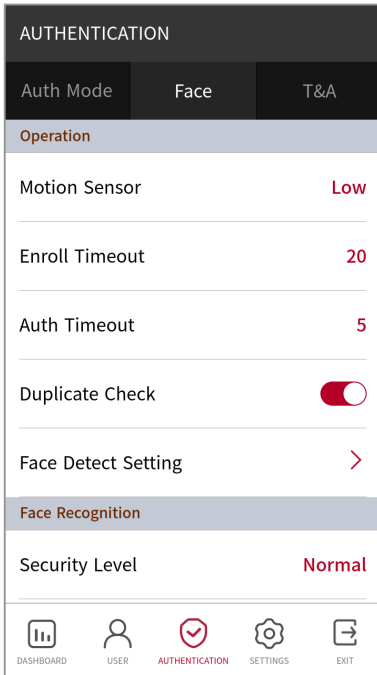 AUTHENTICATION
Auth Mode Face T&A
Operation
Motion Sensor Low
Enroll Timeout 20
Auth Timeout 5
Duplicate Check
Face Detect Setting
Face Recognition
Security Level Normal
DASHBOARD USER AUTHENTICATION SETTINGS EXIT